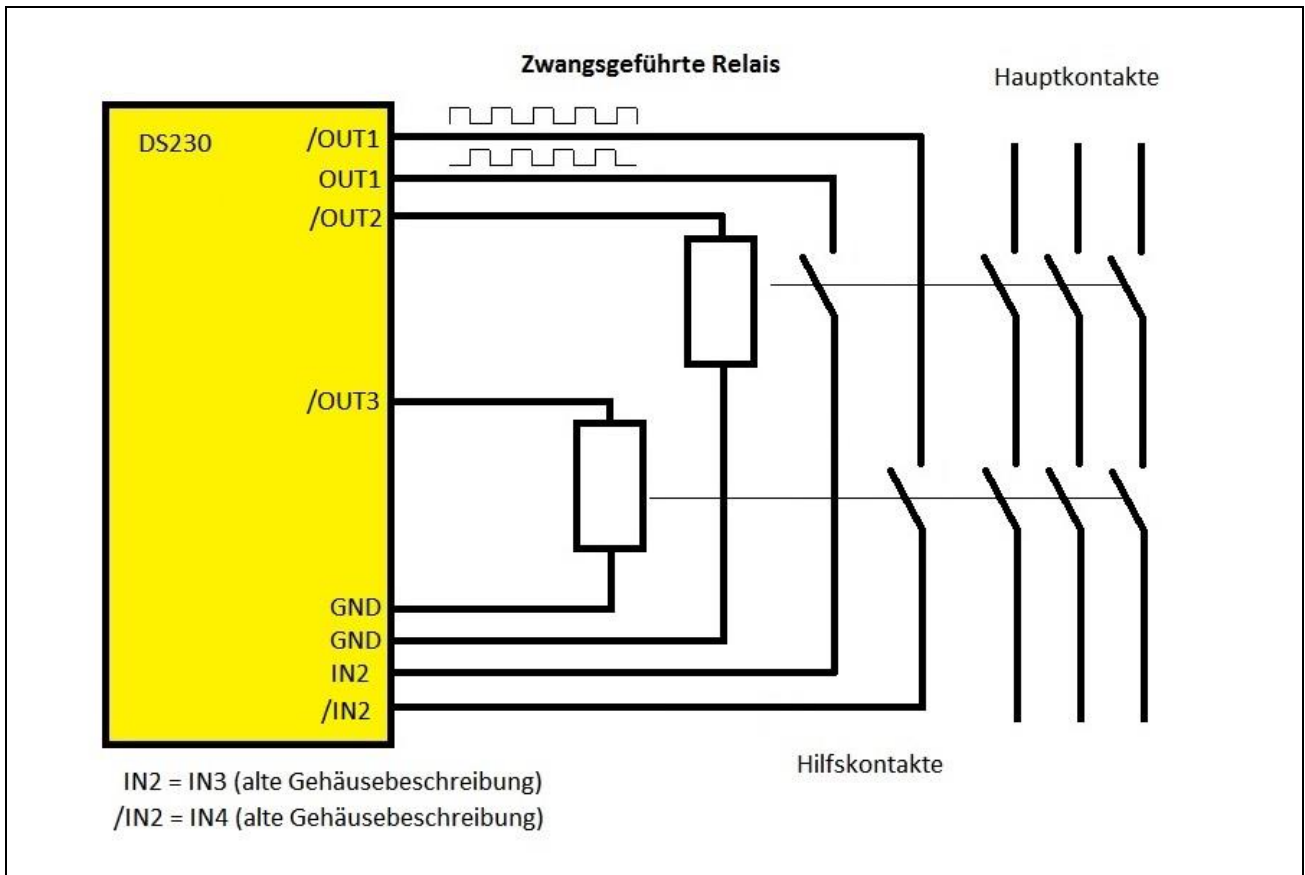 Zwangsgeführte Relais
Hauptkontakte
DS230
/OUT1
OUT1
/OUT2
/OUT3
GND
GND
IN2
/IN2
Hilfskontakte
IN2 = IN3 (alte Gehäusebeschreibung)
/IN2 = IN4 (alte Gehäusebeschreibung)